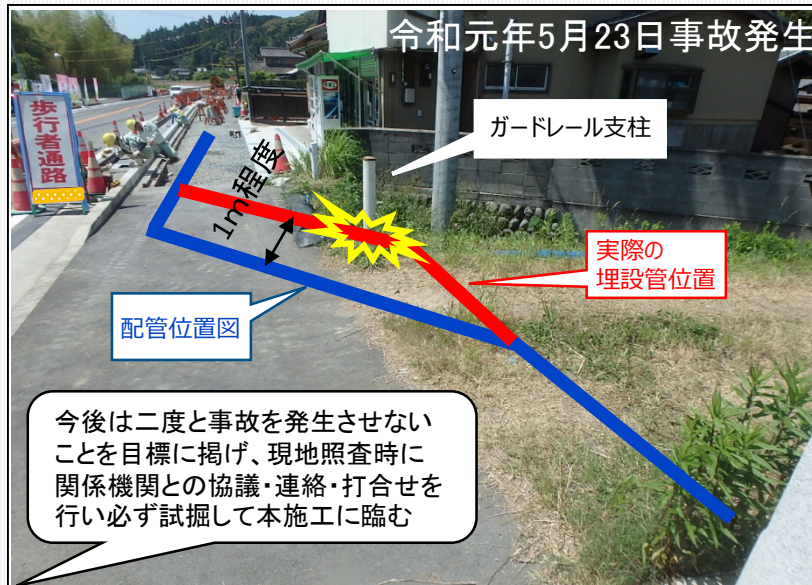 令和元年5月23日事故発生
ガードレール支柱
歩行者通路
1m程度
実際の
埋設管位置
配管位置図
今後は二度と事故を発生させない
ことを目標に掲げ、現地照査時に
関係機関との協議・連絡・打合せを
行い必ず試掘して本施工に臨む